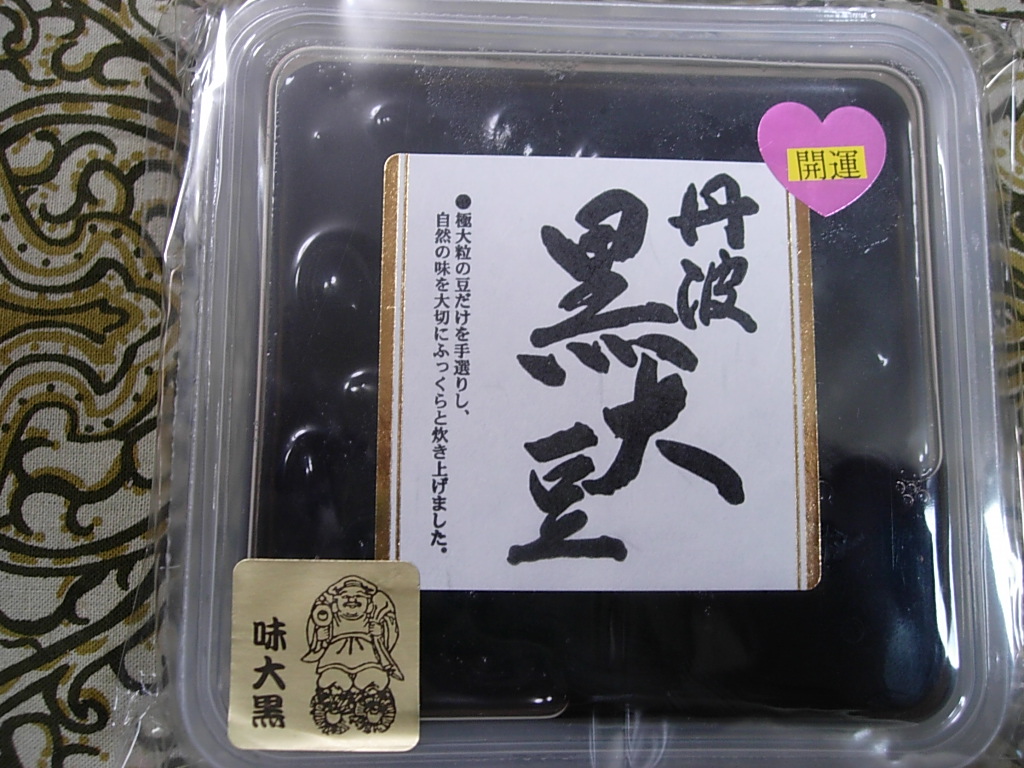 丹波
黒大豆
●極大粒の豆だけを手選りし、
自然の味を大切にふっくらと炊き上げました。
開運
味大黒